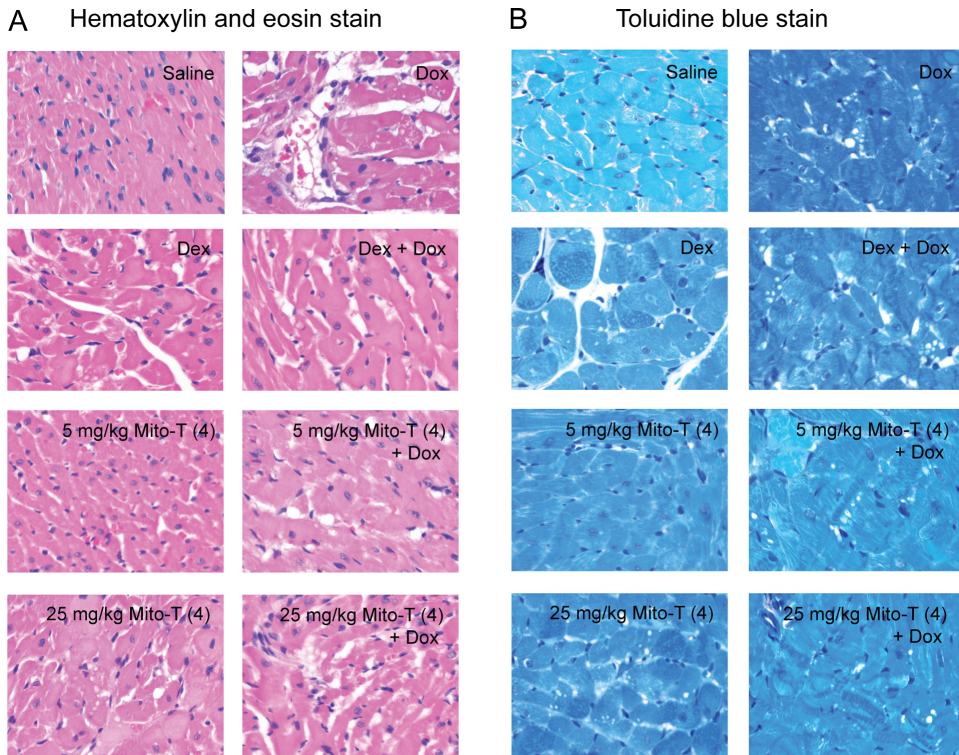 A Hematoxylin and eosin stain
Saline
Dox
Dex
Dex + Dox
5 mg/kg Mito-T (4)
5 mg/kg Mito-T (4)
+ Dox
25 mg/kg Mito-T (4)
25 mg/kg Mito-T (4)
+ Dox
B Toluidine blue stain
Saline
Dox
Dex
Dex + Dox
5 mg/kg Mito-T (4)
5 mg/kg Mito-T (4)
+ Dox
25 mg/kg Mito-T (4)
25 mg/kg Mito-T (4)
+ Dox